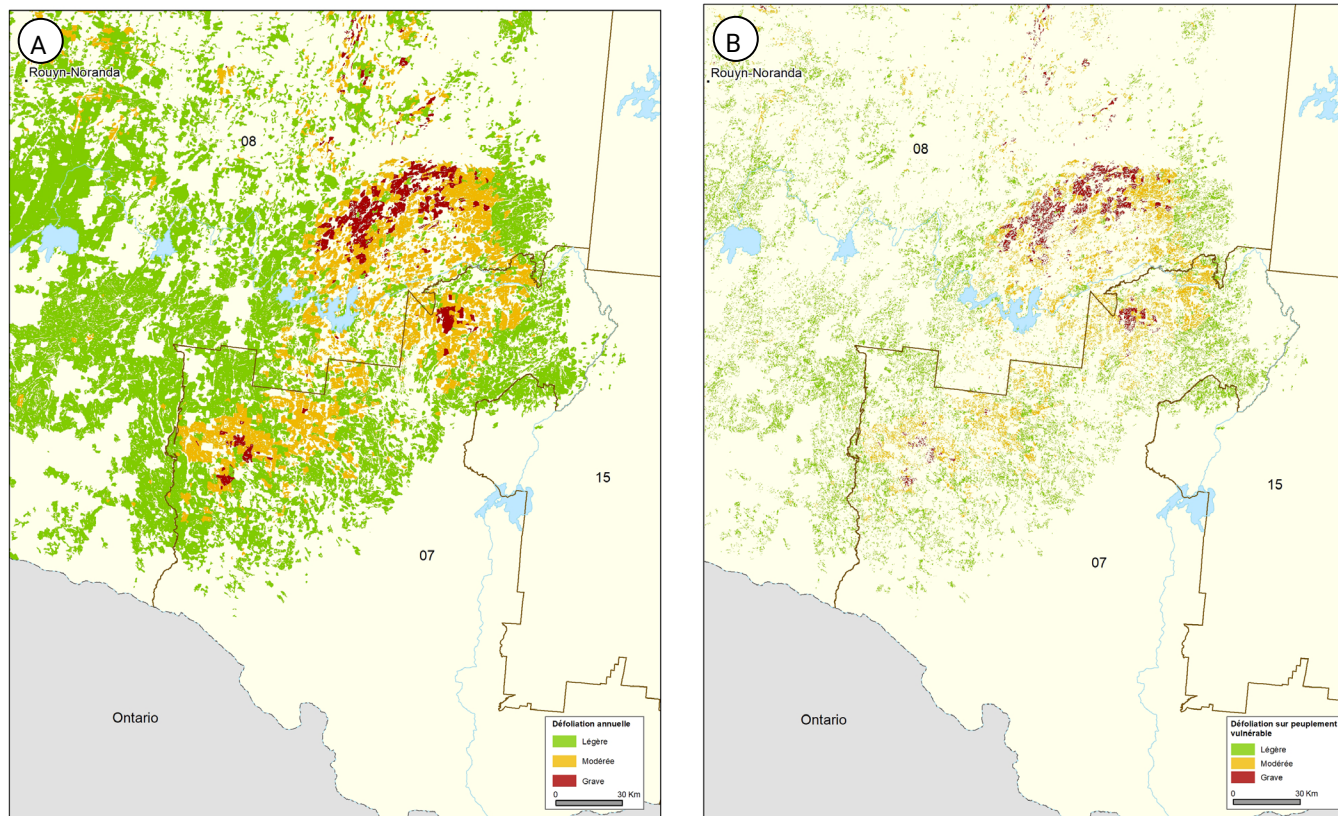 A
Rouyn-Noranda
08
15
07
Ontario
Défoliation annuelle
Légère
Modérée
Grave
0 30 Km
B
Rouyn-Noranda
08
15
07
Ontario
Défoliation sur peuplement
vulnérable
Légère
Modérée
Grave
0 30 Km